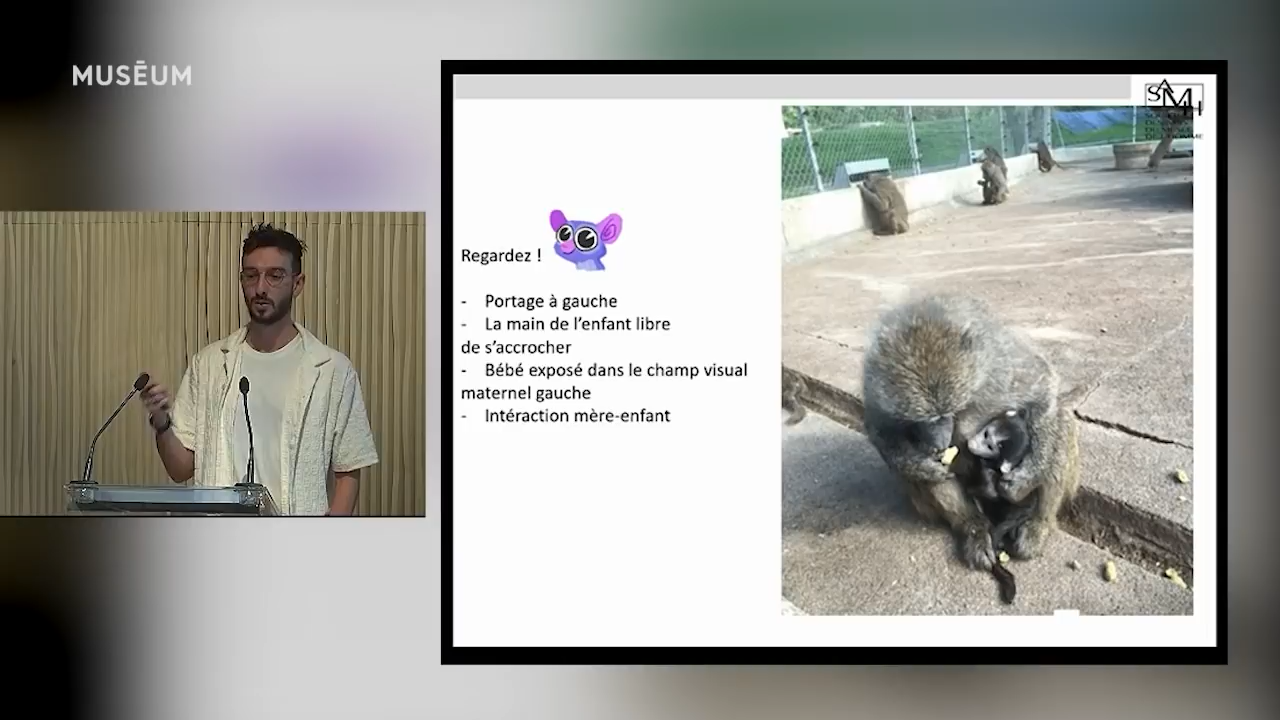 MUSĒUM
SAMH
Regardez !
- Portage à gauche
- La main de l’enfant libre
de s’accrocher
- Bébé exposé dans le champ visual
maternel gauche
- Intéraction mère-enfant